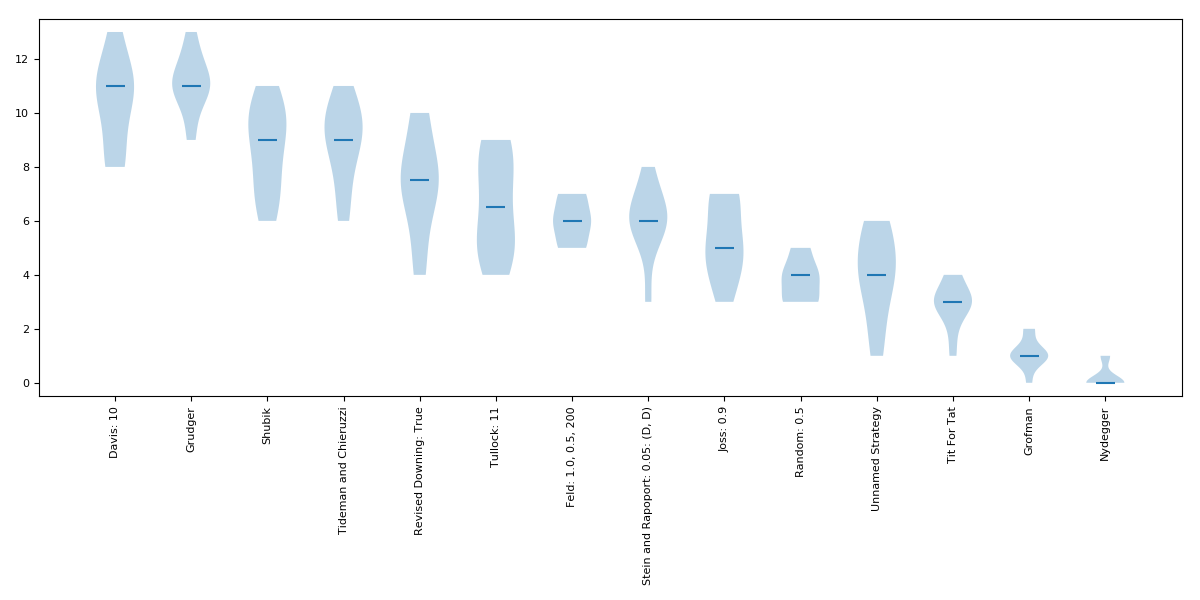 12
10
8
6
4
2
0
Davis: 10
Grudger
Shubik
Tideman and Chieruzzi
Revised Downing: True
Tullock: 11
Feld: 1.0, 0.5, 200
Stein and Rapoport: 0.05: (D, D)
Joss: 0.9
Random: 0.5
Unnamed Strategy
Tit For Tat
Grofman
Nydegger